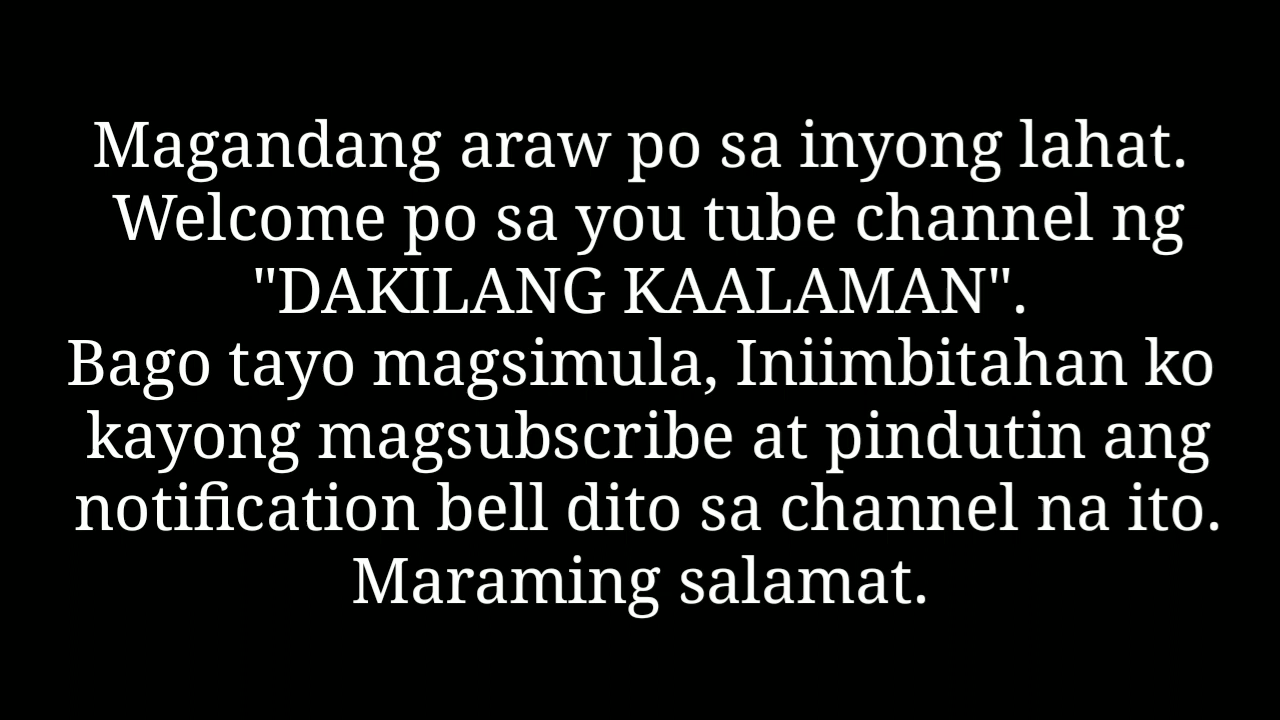 Magandang araw po sa inyong lahat.
Welcome po sa you tube channel ng
"DAKILANG KAALAMAN".
Bago tayo magsimula, Iniimbitahan ko
kayong magsubscribe at pindutin ang
notification bell dito sa channel na ito.
Maraming salamat.